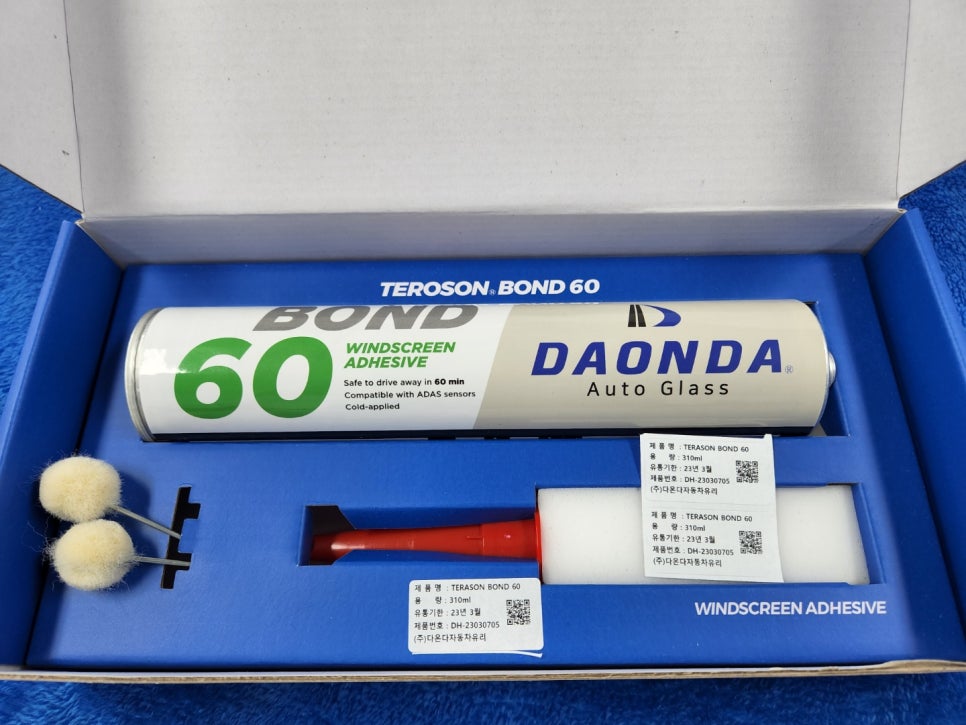 TEROSON® BOND 60
BOND
60
WINDSCREEN
ADHESIVE
Safe to drive away in 60 min
Compatible with ADAS sensors
Cold-applied
DAONDA®
Auto Glass
제 품 명 : TERASON BOND 60
용 량 : 310ml
유통기한 : 23년 3월
제품번호 : DH-23030705
(주)다온다자동차유리
제 품 명 : TERASON BOND 60
용 량 : 310ml
유통기한 : 23년 3월
제품번호 : DH-23030705
(주)다온다자동차유리
제 품 명 : TERASON BOND 60
용 량 : 310ml
유통기한 : 23년 3월
제품번호 : DH-23030705
(주)다온다자동차유리
WINDSCREEN ADHESIVE